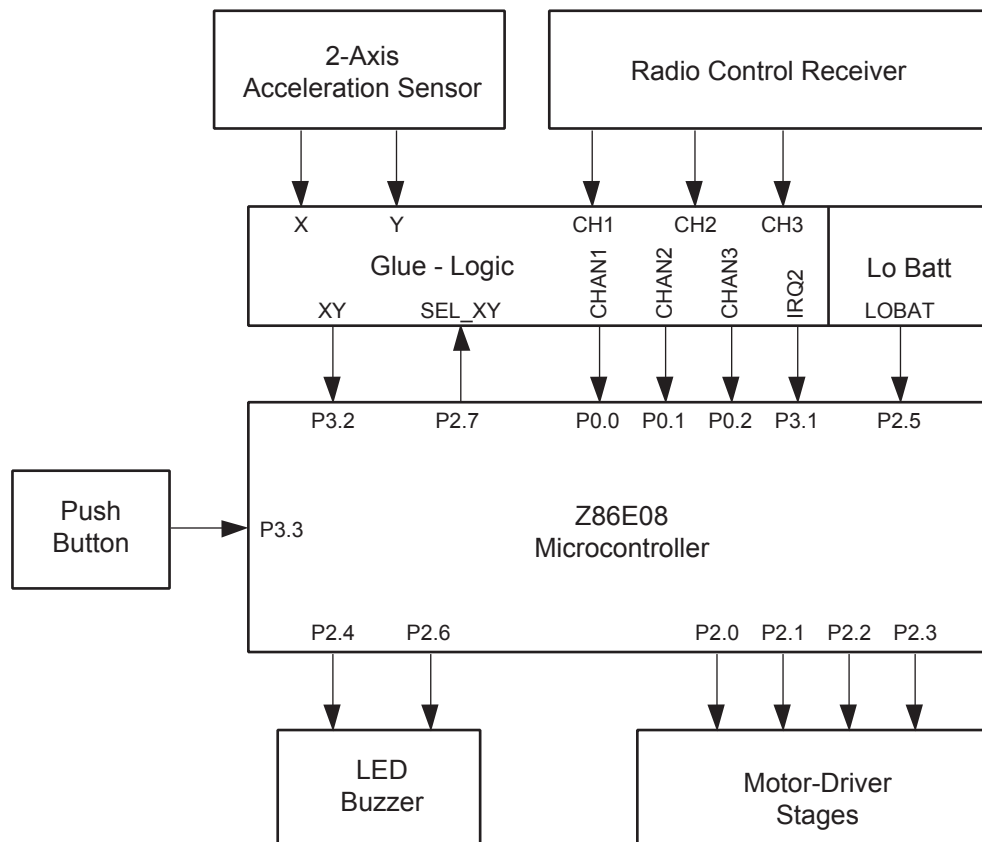 2-Axis
Acceleration Sensor
Radio Control Receiver
X
Y
CH1
CH2
CH3
Glue - Logic
CHAN1
CHAN2
CHAN3
IRQ2
Lo Batt
XY
SEL_XY
LOBAT
P3.2
P2.7
P0.0
P0.1
P0.2
P3.1
P2.5
Push
Button
P3.3
Z86E08
Microcontroller
P2.4
P2.6
P2.0
P2.1
P2.2
P2.3
LED
Buzzer
Motor-Driver
Stages